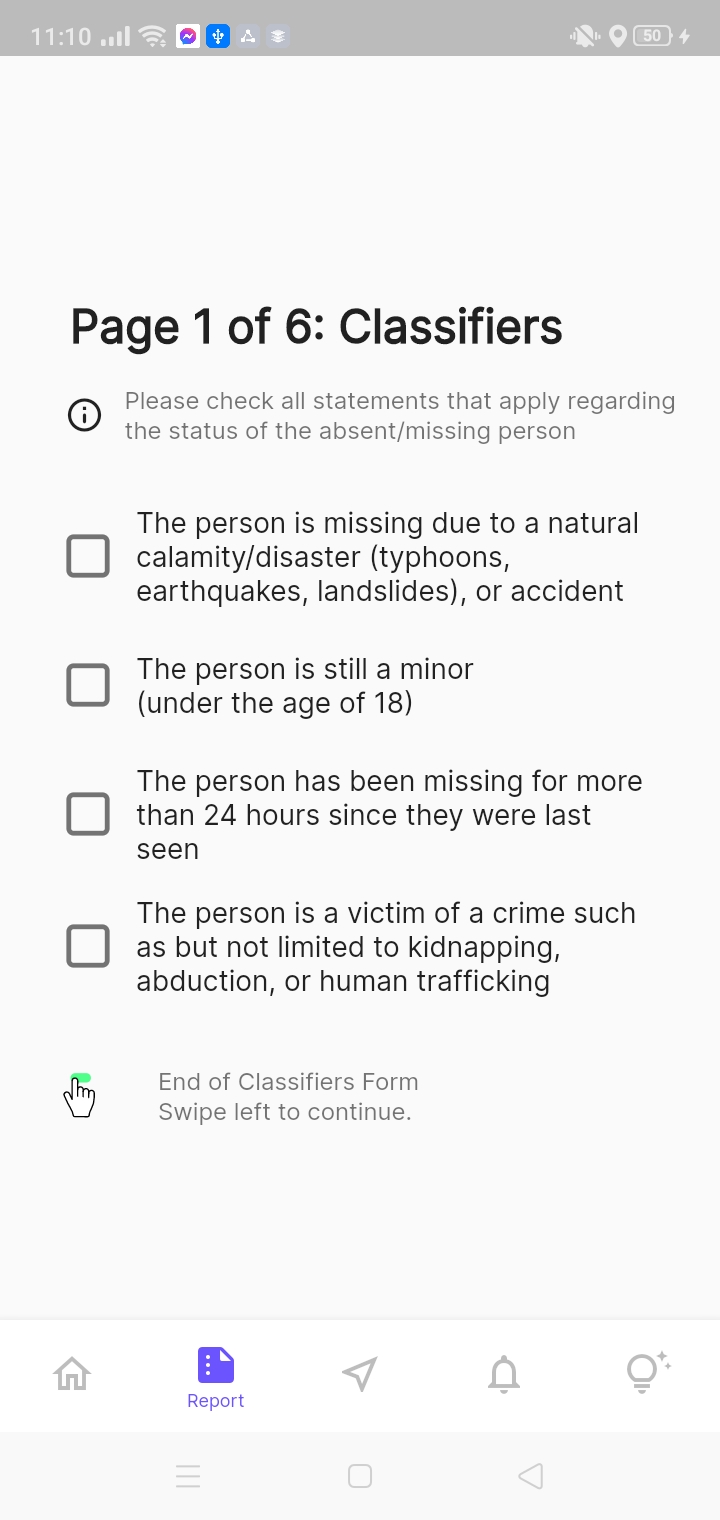 11:10
50
Page 1 of 6: Classifiers
Please check all statements that apply regarding
the status of the absent/missing person
The person is missing due to a natural
calamity/disaster (typhoons,
earthquakes, landslides), or accident
The person is still a minor
(under the age of 18)
The person has been missing for more
than 24 hours since they were last
seen
The person is a victim of a crime such
as but not limited to kidnapping,
abduction, or human trafficking
End of Classifiers Form
Swipe left to continue.
Report